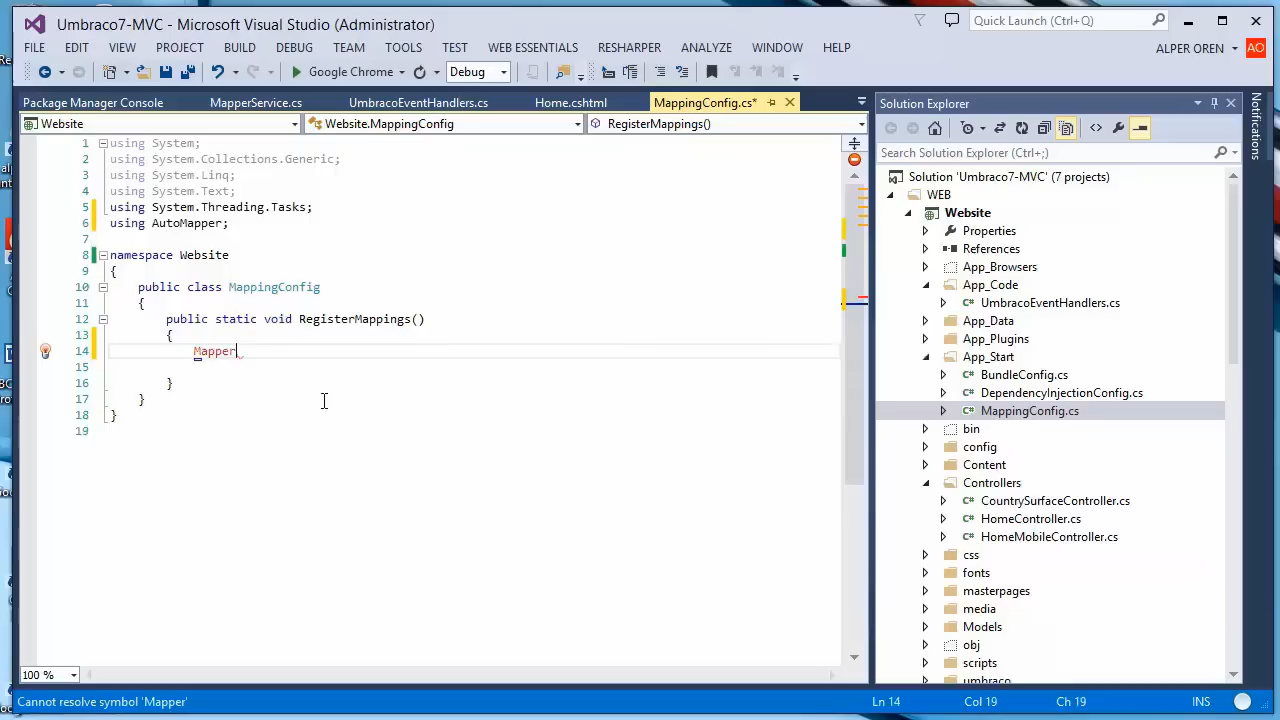 Umbraco7-MVC - Microsoft Visual Studio (Administrator)
Quick Launch (Ctrl+Q)
FILE EDIT VIEW PROJECT BUILD DEBUG TEAM TOOLS TEST WEB ESSENTIALS RESHARPER ANALYZE WINDOW HELP
ALPER OREN AO
Google Chrome Debug
Package Manager Console MapperService.cs UmbracoEventHandlers.cs Home.cshtml MappingConfig.cs*
Website Website.MappingConfig RegisterMappings()
1 using System;
2 using System.Collections.Generic;
3 using System.Linq;
4 using System.Text;
5 using System.Threading.Tasks;
6 using AutoMapper;
7
8 namespace Website
9 {
10 public class MappingConfig
11 {
12 public static void RegisterMappings()
13 {
14 Mapper
15
16 }
17 }
18 }
19
100 %
Solution Explorer
Search Solution Explorer (Ctrl+;)
Solution 'Umbraco7-MVC' (7 projects)
WEB
Website
Properties
References
App_Browsers
App_Code
UmbracoEventHandlers.cs
App_Data
App_Plugins
App_Start
BundleConfig.cs
DependencyInjectionConfig.cs
MappingConfig.cs
bin
config
Content
Controllers
CountrySurfaceController.cs
HomeController.cs
HomeMobileController.cs
css
fonts
masterpages
media
Models
obj
scripts
umbraco
Notifications
Cannot resolve symbol 'Mapper' Ln 14 Col 19 Ch 19 INS